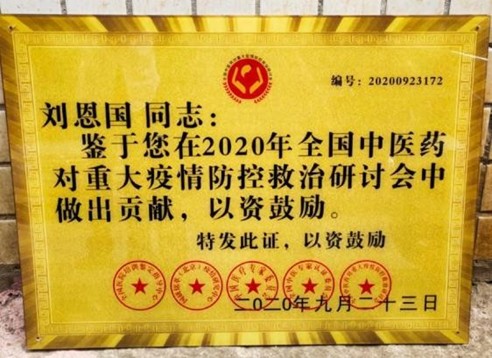 编号：20200923172
刘恩国 同志：
鉴于您在2020年全国中医药
对重大疫情防控救治研讨会中
做出贡献，以资鼓励。
特发此证，以资鼓励
二〇二〇年九月二十三日